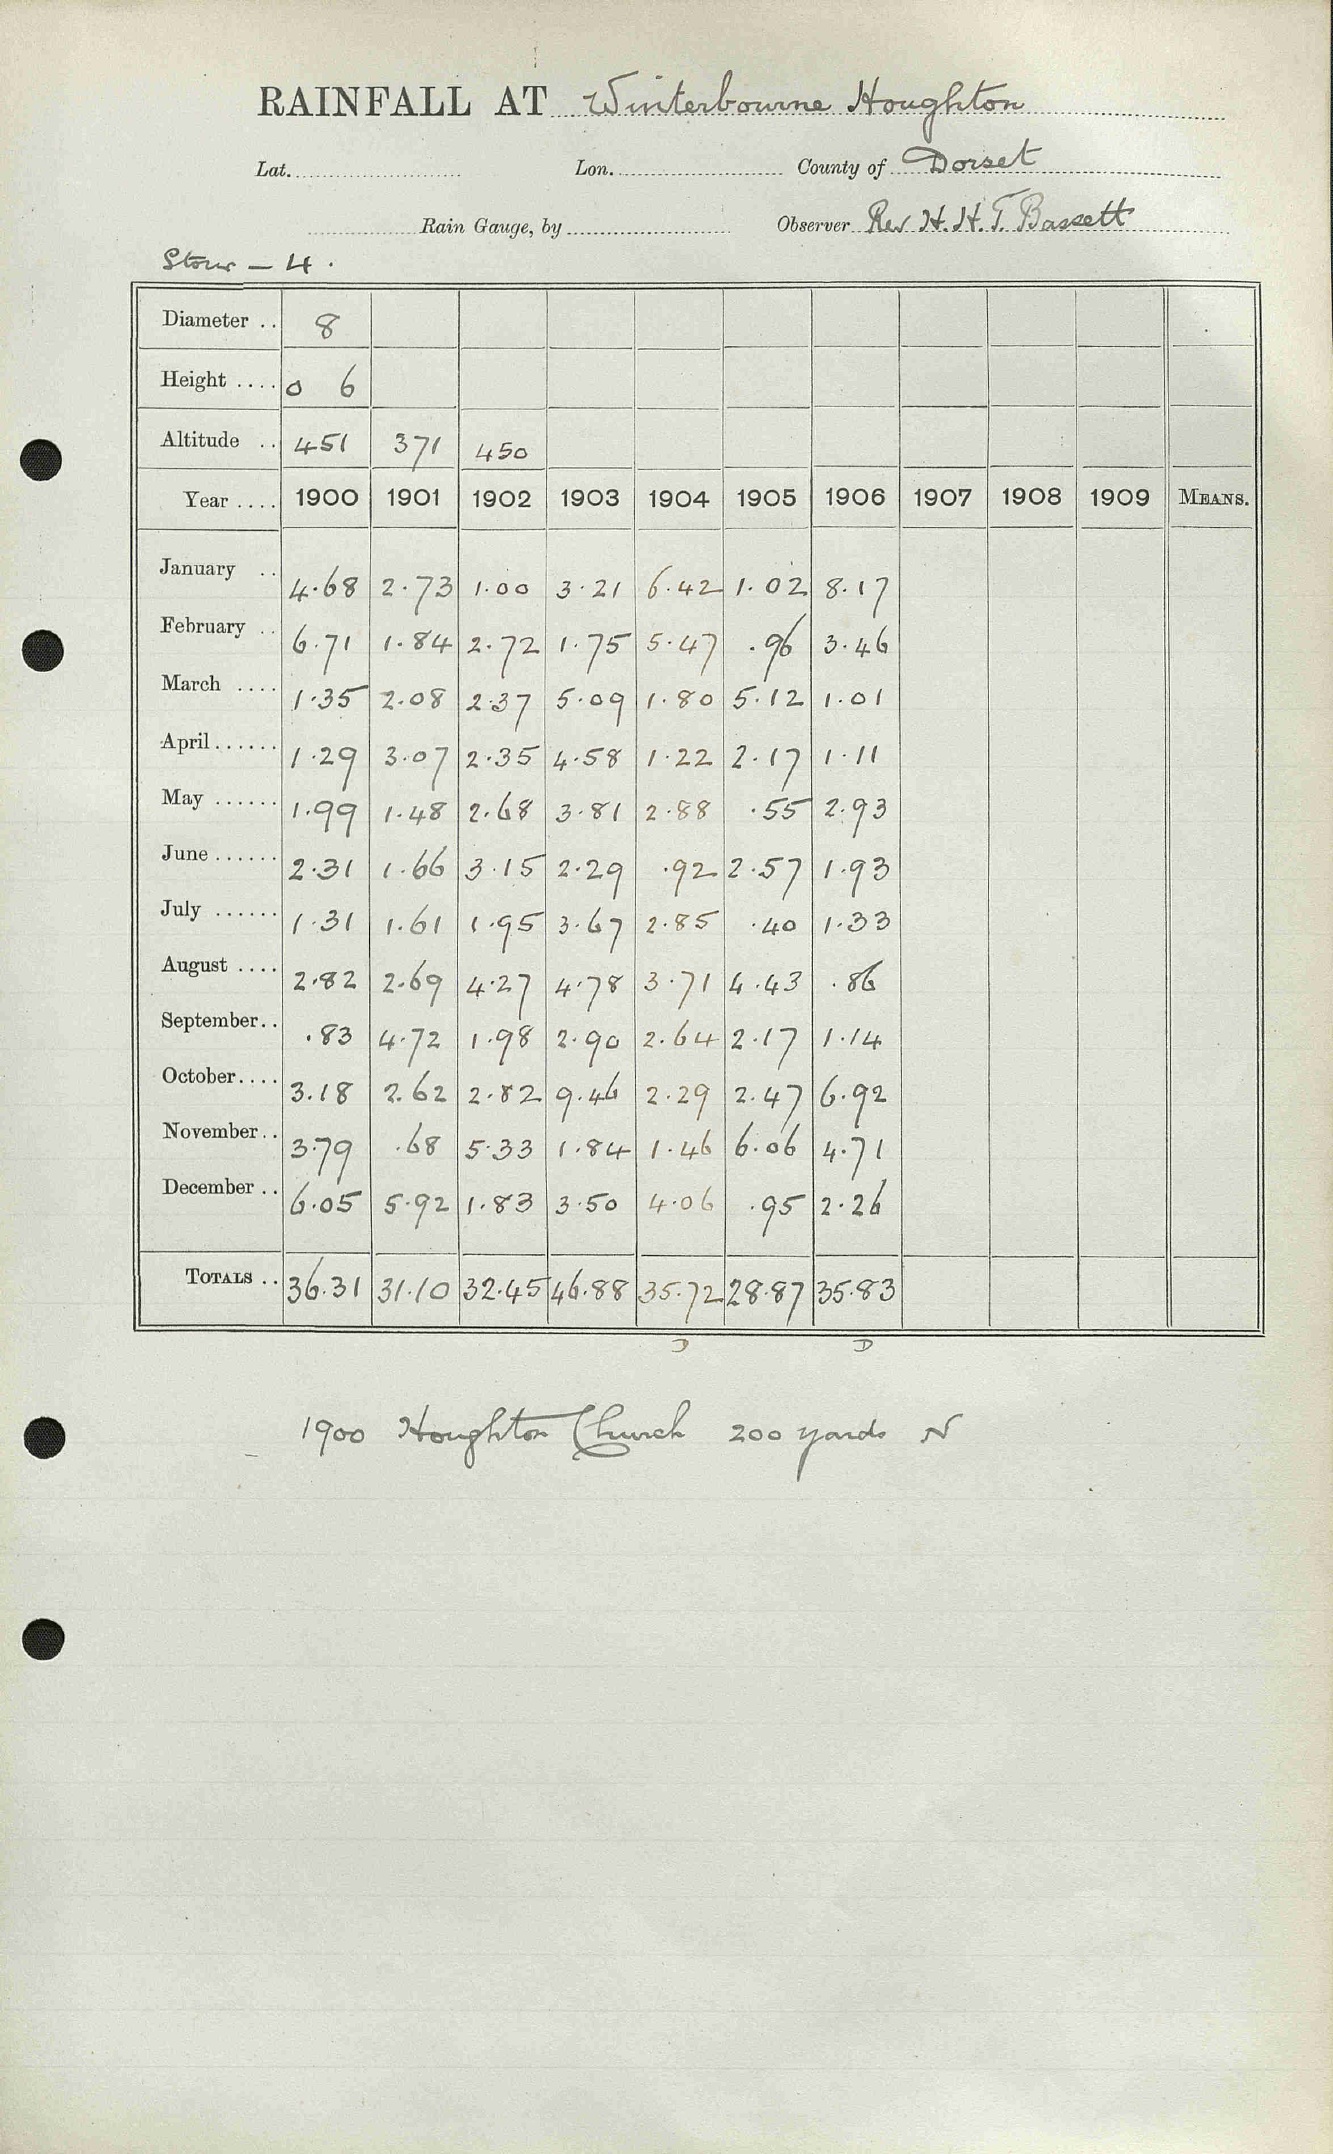 RAINFALL AT Winterbourne Houghton
Lat. Lon. County of Dorset
Rain Gauge, by Observer Rev H. H. T. Bassett
Stour - 4.
Diameter .. 8
Height .... 0 6
Altitude .. 451 371 450
Year .... 1900 1901 1902 1903 1904 1905 1906 1907 1908 1909 MEANS.
January .. 4.68 2.73 1.00 3.21 6.42 1.02 8.17
February .. 6.71 1.84 2.72 1.75 5.47 .96 3.46
March .... 1.35 2.08 2.37 5.09 1.80 5.12 1.01
April...... 1.29 3.07 2.35 4.58 1.22 2.17 1.11
May ...... 1.99 1.48 2.68 3.81 2.88 .55 2.93
June...... 2.31 1.66 3.15 2.29 .92 2.57 1.93
July ...... 1.31 1.61 1.95 3.67 2.85 .40 1.33
August .... 2.82 2.69 4.27 4.78 3.71 4.43 .86
September.. .83 4.72 1.98 2.90 2.64 2.17 1.14
October.... 3.18 2.62 2.82 9.46 2.29 2.47 6.92
November.. 3.79 .68 5.33 1.84 1.46 6.06 4.71
December .. 6.05 5.92 1.83 3.50 4.06 .95 2.26
TOTALS .. 36.31 31.10 32.45 46.88 35.72 28.87 35.83
D D
1900 Houghton Church 200 yards N